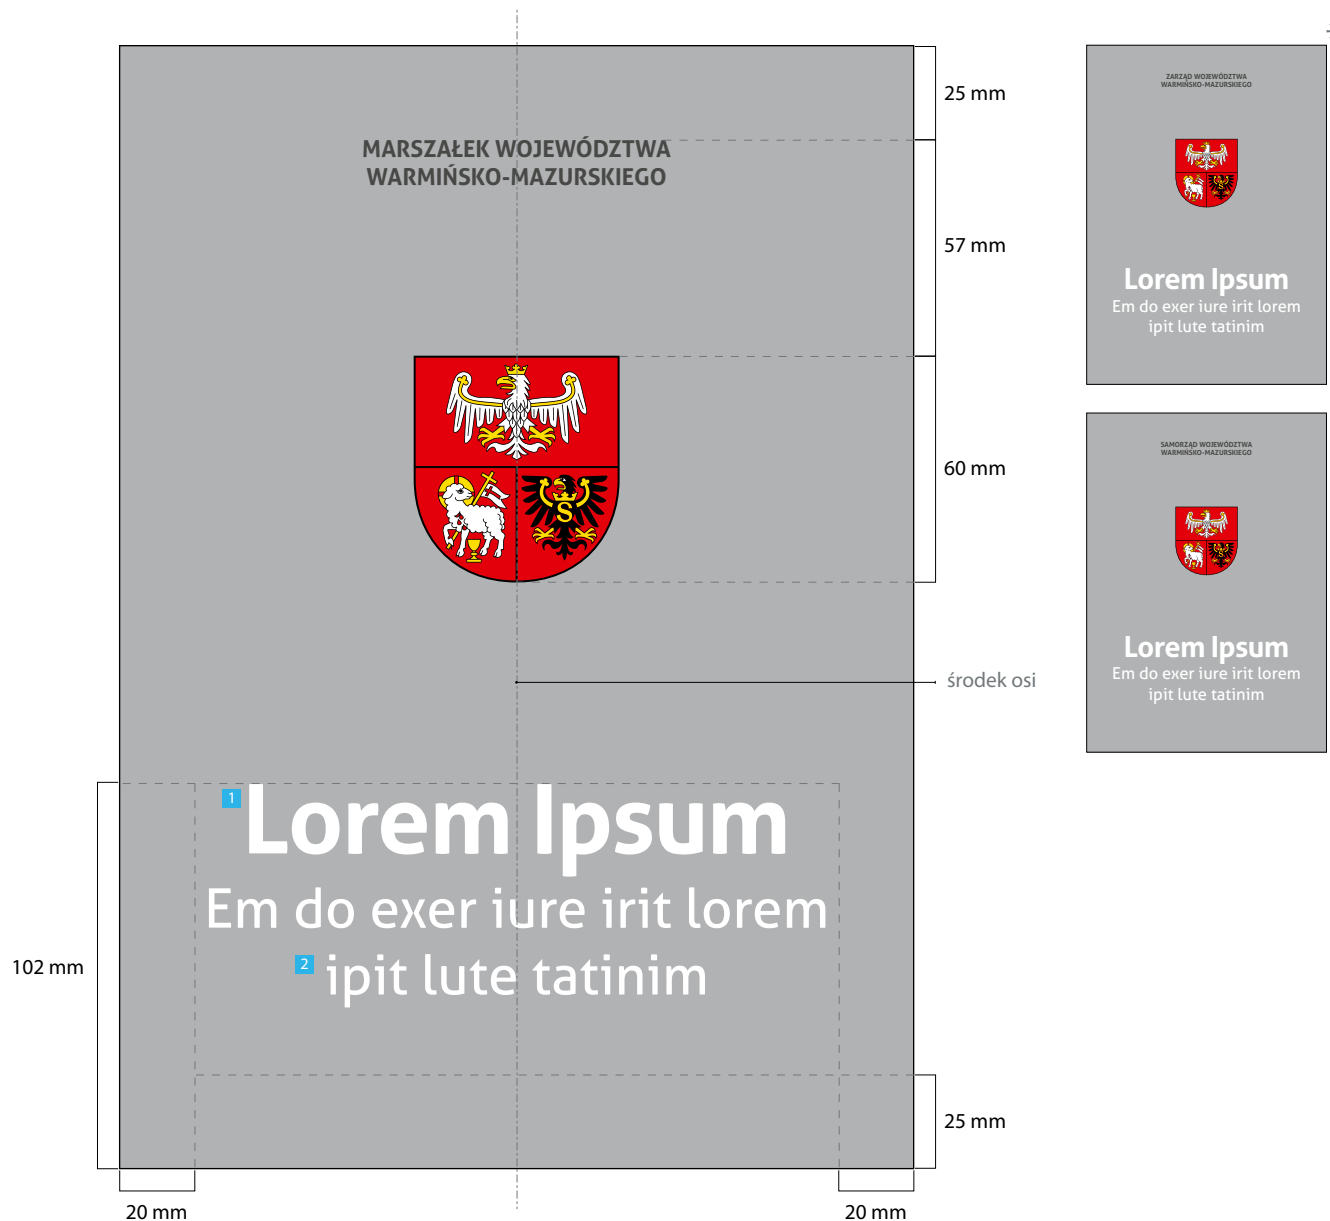 MARSZAŁEK WOJEWÓDZTWA
WARMIŃSKO-MAZURSKIEGO
25 mm
57 mm
60 mm
S
środek osi
1
Lorem Ipsum
Em do exer iure irit lorem
2
ipit lute tatinim
102 mm
25 mm
20 mm
20 mm
ZARZĄD WOJEWÓDZTWA
WARMIŃSKO-MAZURSKIEGO
S
Lorem Ipsum
Em do exer iure irit lorem
ipit lute tatinim
SAMORZĄD WOJEWÓDZTWA
WARMIŃSKO-MAZURSKIEGO
S
Lorem Ipsum
Em do exer iure irit lorem
ipit lute tatinim